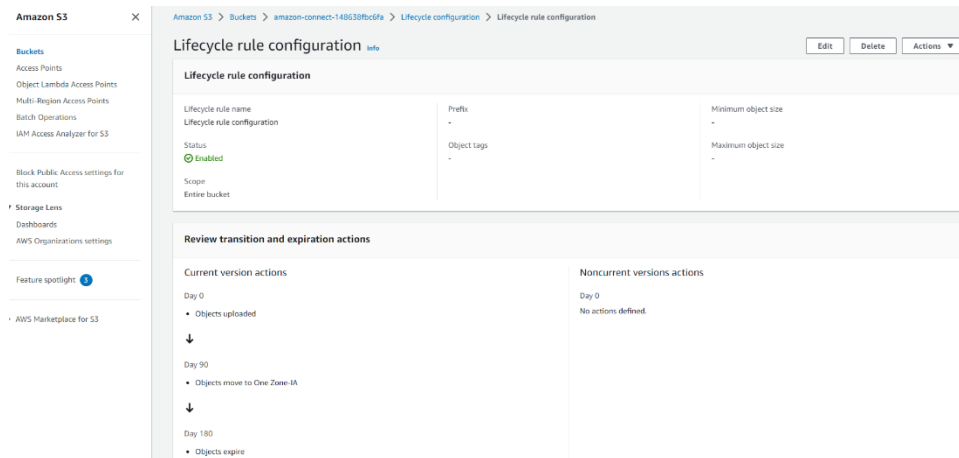 Amazon S3
Buckets
Access Points
Object Lambda Access Points
Multi-Region Access Points
Batch Operations
IAM Access Analyzer for S3
Block Public Access settings for
this account
Storage Lens
Dashboards
AWS Organizations settings
Feature spotlight 3
AWS Marketplace for S3
Amazon S3 > Buckets > amazon-connect-148638fbc6fa > Lifecycle configuration > Lifecycle rule configuration
Lifecycle rule configuration Info
Edit Delete Actions
Lifecycle rule configuration
Lifecycle rule name
Lifecycle rule configuration
Status
Enabled
Scope
Entire bucket
Prefix
-
Object tags
-
Minimum object size
-
Maximum object size
-
Review transition and expiration actions
Current version actions
Day 0
• Objects uploaded
Day 90
• Objects move to One Zone-IA
Day 180
• Objects expire
Noncurrent versions actions
Day 0
No actions defined.